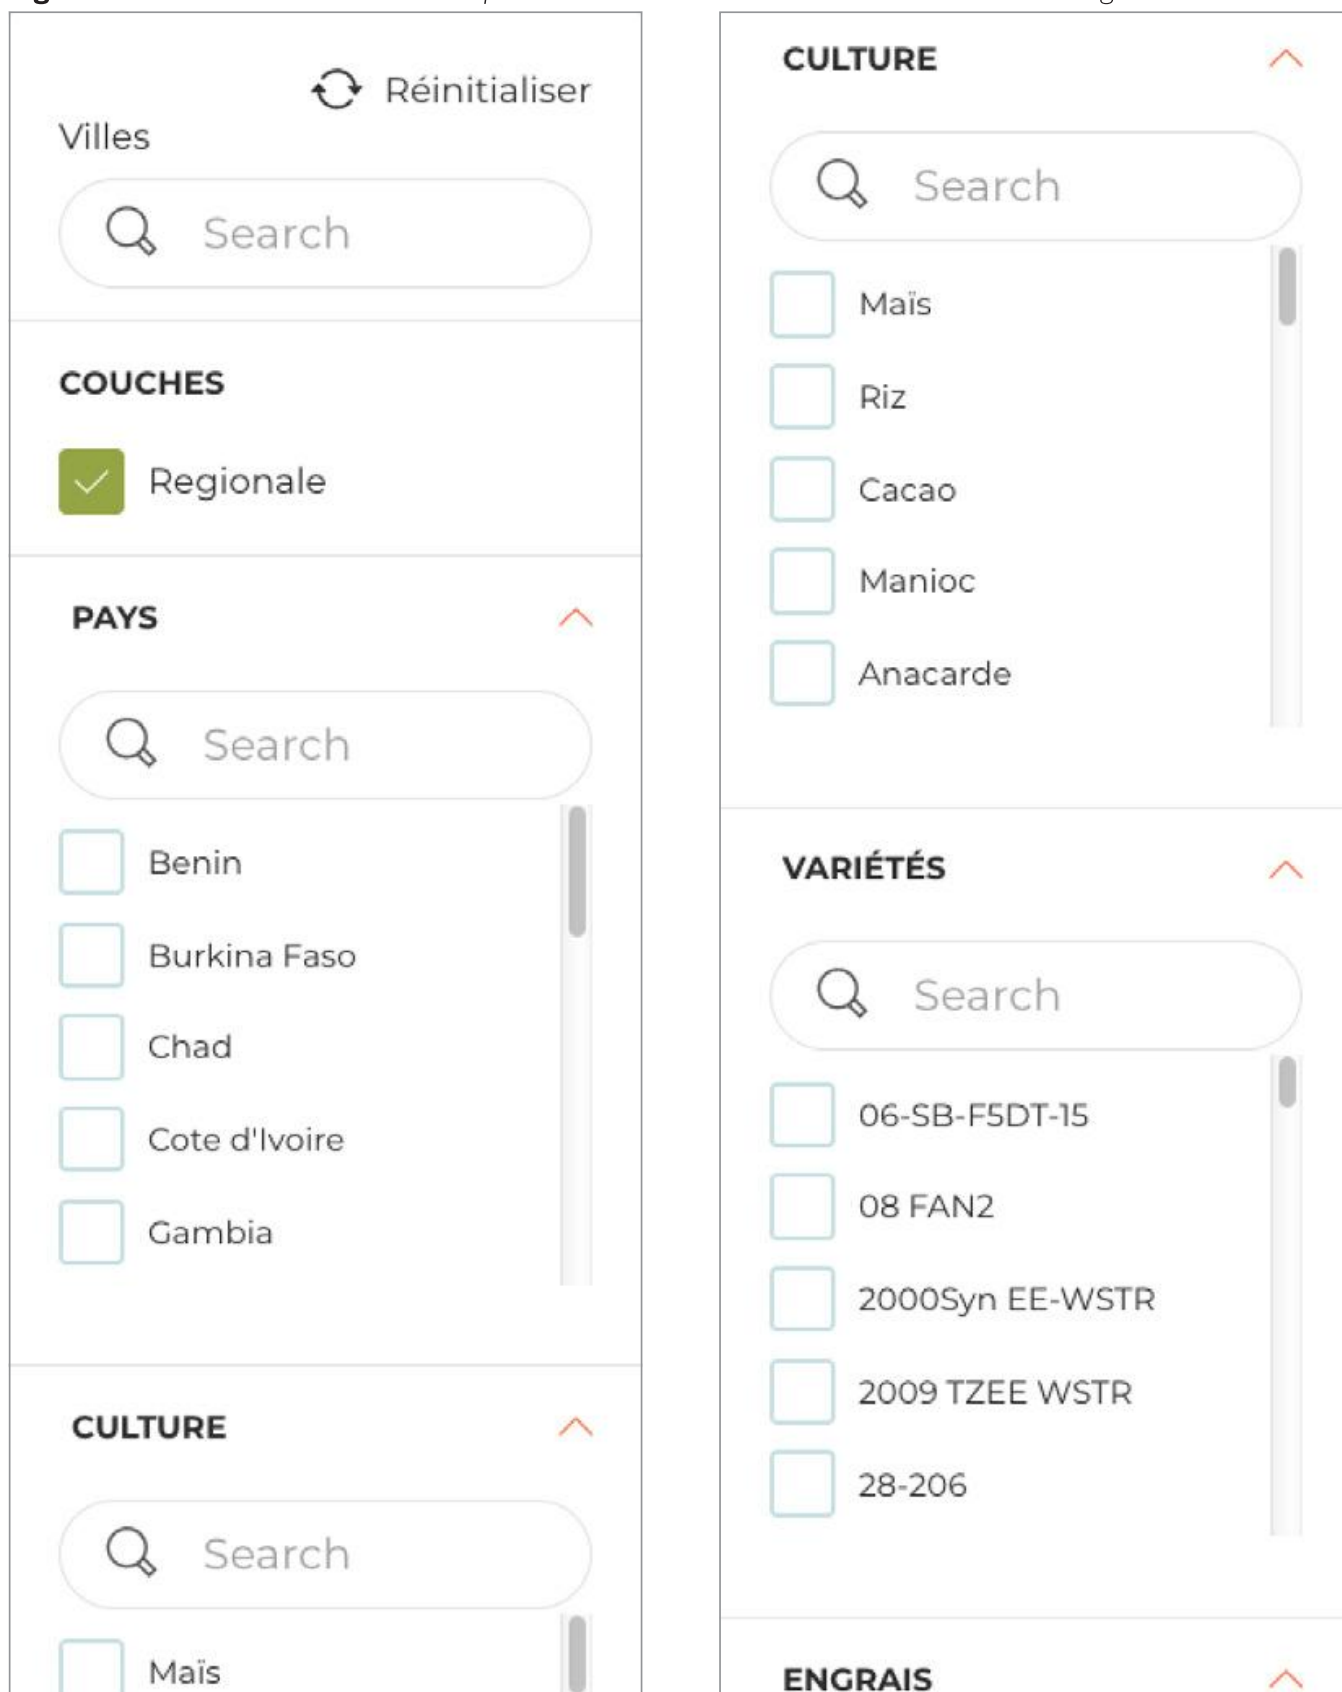 Réinitialiser
Villes
Search
COUCHES
Regionale
PAYS
Search
Benin
Burkina Faso
Chad
Cote d'Ivoire
Gambia
CULTURE
Search
Maïs
CULTURE
Search
Maïs
Riz
Cacao
Manioc
Anacarde
VARIÉTÉS
Search
06-SB-F5DT-15
08 FAN2
2000Syn EE-WSTR
2009 TZEE WSTR
28-206
ENGRAIS